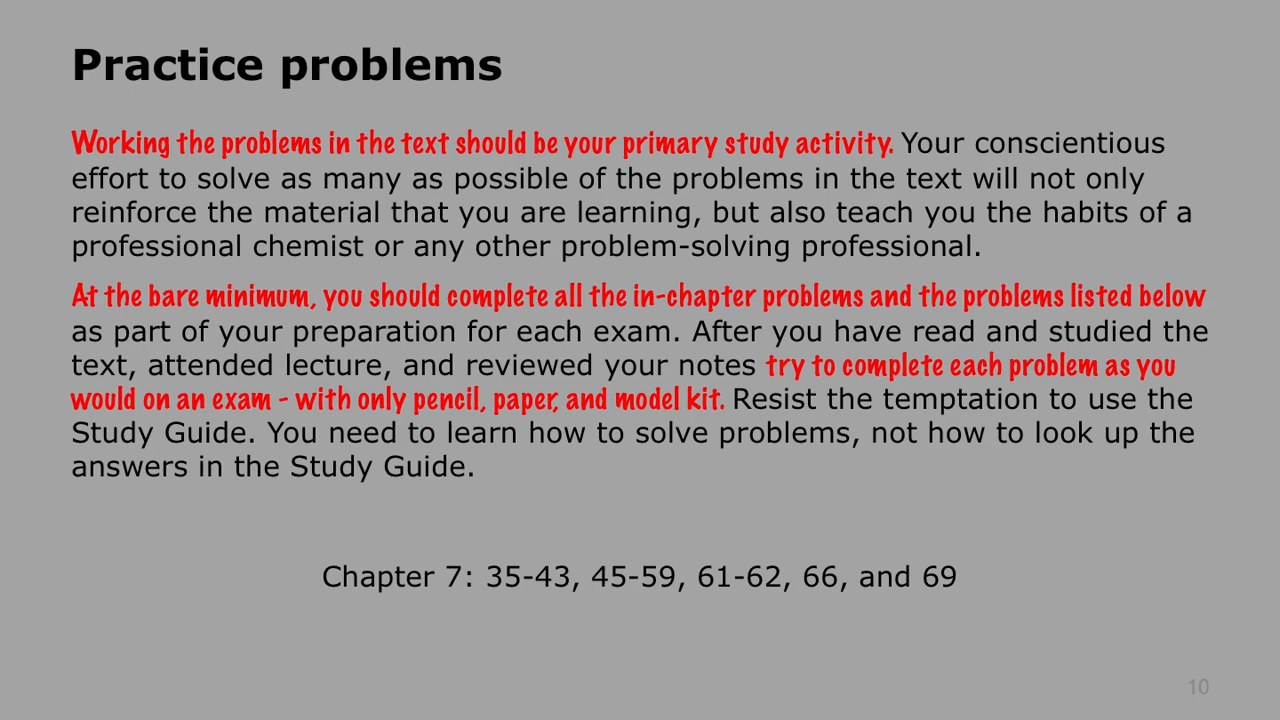 Practice problems
Working the problems in the text should be your primary study activity. Your conscientious
effort to solve as many as possible of the problems in the text will not only
reinforce the material that you are learning, but also teach you the habits of a
professional chemist or any other problem-solving professional.
At the bare minimum, you should complete all the in-chapter problems and the problems listed below
as part of your preparation for each exam. After you have read and studied the
text, attended lecture, and reviewed your notes try to complete each problem as you
would on an exam - with only pencil, paper, and model kit. Resist the temptation to use the
Study Guide. You need to learn how to solve problems, not how to look up the
answers in the Study Guide.
Chapter 7: 35-43, 45-59, 61-62, 66, and 69
10